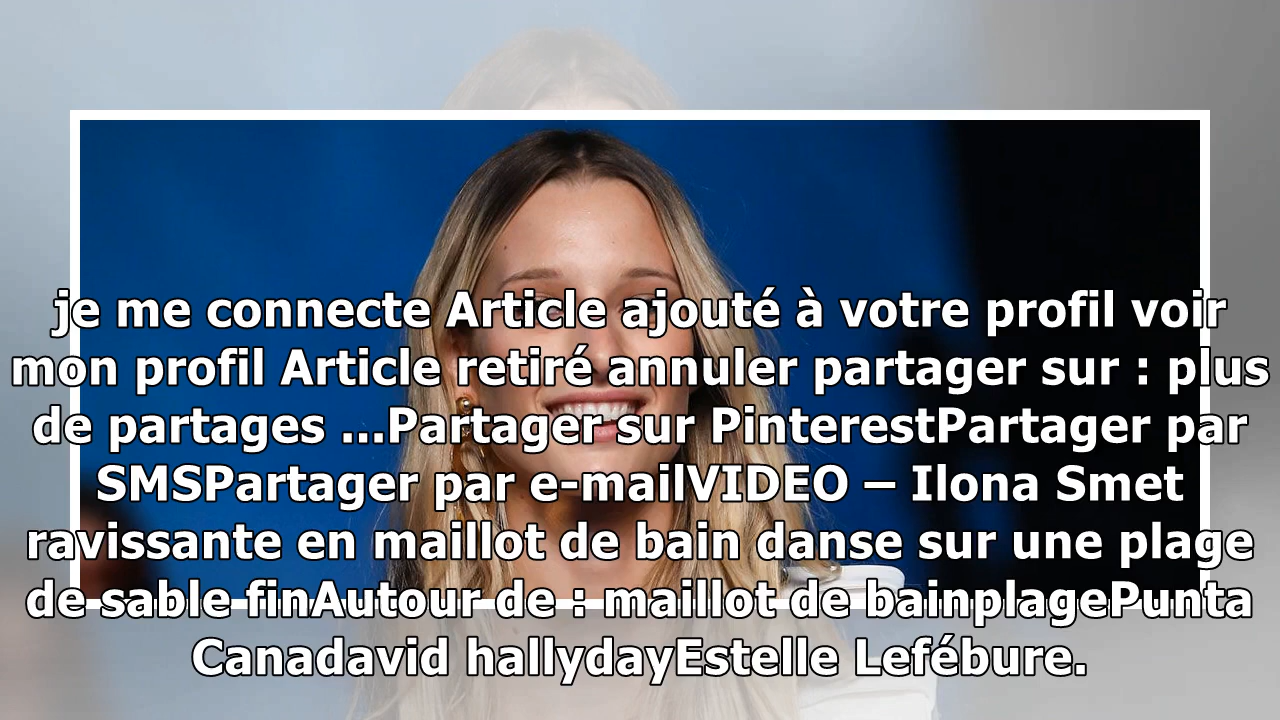 je me connecte Article ajouté à votre profil voir
mon profil Article retiré annuler partager sur : plus
de partages ...Partager sur PinterestPartager par
SMSPartager par e-mailVIDEO – Ilona Smet
ravissante en maillot de bain danse sur une plage
de sable finAutour de : maillot de bainplagePunta
Canadavid hallydayEstelle Lefébure.